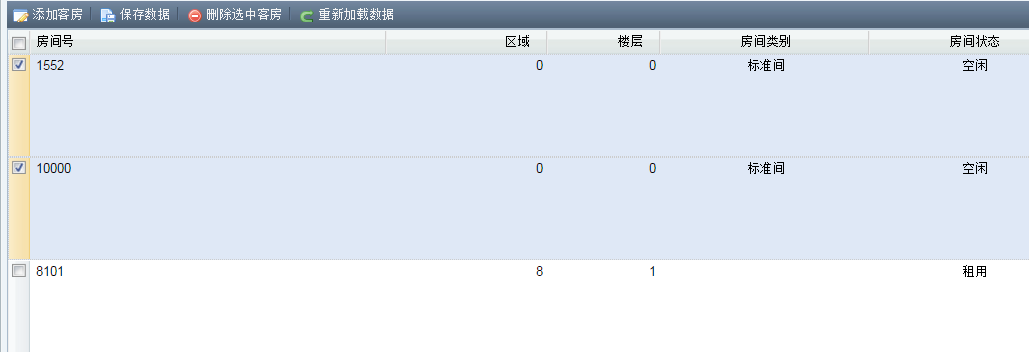 添加客房 保存数据 删除选中客房 重新加载数据
房间号 区域 楼层 房间类别 房间状态
1552 0 0 标准间 空闲
10000 0 0 标准间 空闲
8101 8 1 租用